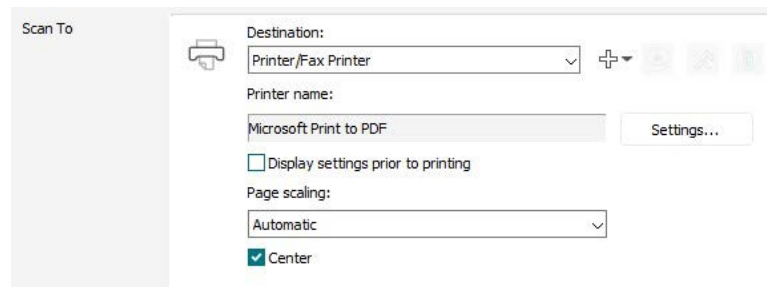 Scan To
Destination:
Printer/Fax Printer
Printer name:
Microsoft Print to PDF
Settings...
Display settings prior to printing
Page scaling:
Automatic
Center